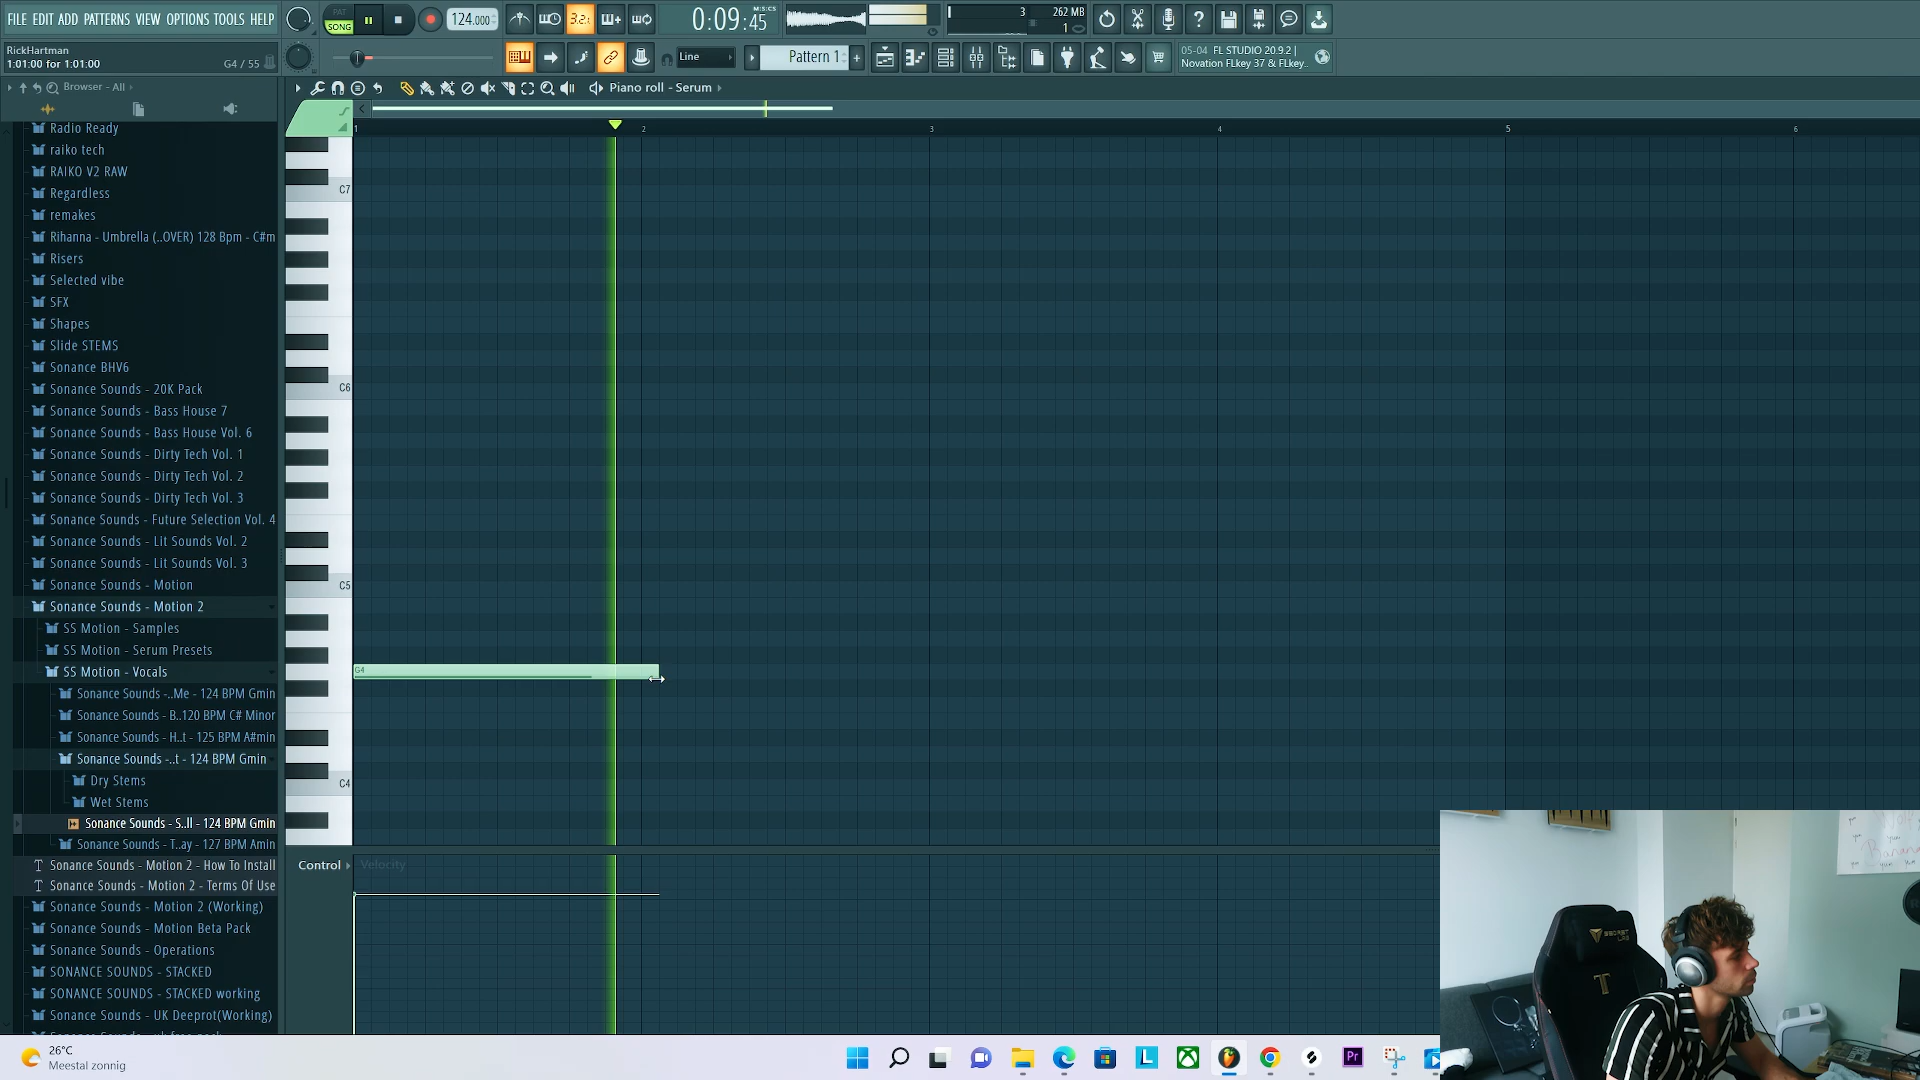 FILE EDIT ADD PATTERNS VIEW OPTIONS TOOLS HELP
PAT
SONG
124.000
3.2.
0:09:45
M:S:CS
3
262 MB
1
RickHartman
1:01:00 for 1:01:00
G4 / 55
Line
Pattern 1
05-04 FL STUDIO 20.9.2 |
Novation FLkey 37 & FLkey..
Browser - All
Piano roll - Serum
1
2
3
4
5
6
Radio Ready
raiko tech
RAIKO V2 RAW
Regardless
remakes
Rihanna - Umbrella (..OVER) 128 Bpm - C#m
Risers
Selected vibe
SFX
Shapes
Slide STEMS
Sonance BHV6
Sonance Sounds - 20K Pack
Sonance Sounds - Bass House 7
Sonance Sounds - Bass House Vol. 6
Sonance Sounds - Dirty Tech Vol. 1
Sonance Sounds - Dirty Tech Vol. 2
Sonance Sounds - Dirty Tech Vol. 3
Sonance Sounds - Future Selection Vol. 4
Sonance Sounds - Lit Sounds Vol. 2
Sonance Sounds - Lit Sounds Vol. 3
Sonance Sounds - Motion
Sonance Sounds - Motion 2
SS Motion - Samples
SS Motion - Serum Presets
SS Motion - Vocals
Sonance Sounds -..Me - 124 BPM Gmin
Sonance Sounds - B..120 BPM C# Minor
Sonance Sounds - H..t - 125 BPM A#min
Sonance Sounds -..t - 124 BPM Gmin
Dry Stems
Wet Stems
Sonance Sounds - S..ll - 124 BPM Gmin
Sonance Sounds - T..ay - 127 BPM Amin
Sonance Sounds - Motion 2 - How To Install
Sonance Sounds - Motion 2 - Terms Of Use
Sonance Sounds - Motion 2 (Working)
Sonance Sounds - Motion Beta Pack
Sonance Sounds - Operations
SONANCE SOUNDS - STACKED
SONANCE SOUNDS - STACKED working
Sonance Sounds - UK Deeprot(Working)
C7
C6
C5
C4
G4
Control
Velocity
Banana
SECRET LAB
26°C
Meestal zonnig
L
Pr